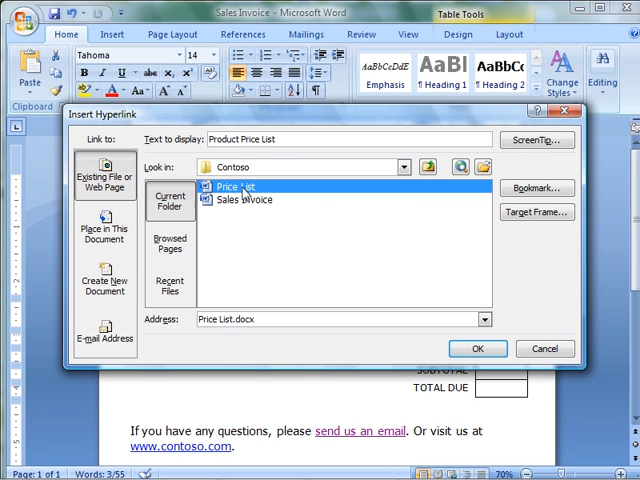 Sales Invoice - Microsoft Word
Table Tools
Home
Insert
Page Layout
References
Mailings
Review
View
Design
Layout
Paste
Clipboard
Tahoma
14
AaBbCcDdE
Emphasis
AaBl
¶ Heading 1
AaBbCc
¶ Heading 2
Change
Styles
Editing
Insert Hyperlink
Link to:
Text to display: Product Price List
ScreenTip...
Existing File or
Web Page
Look in:
Contoso
Current
Folder
Price List
Sales Invoice
Bookmark...
Target Frame...
Place in This
Document
Browsed
Pages
Create New
Document
Recent
Files
E-mail Address
Address:
Price List.docx
OK
Cancel
SUBTOTAL
TOTAL DUE
If you have any questions, please send us an email. Or visit us at
www.contoso.com.
Page: 1 of 1
Words: 3/55
70%